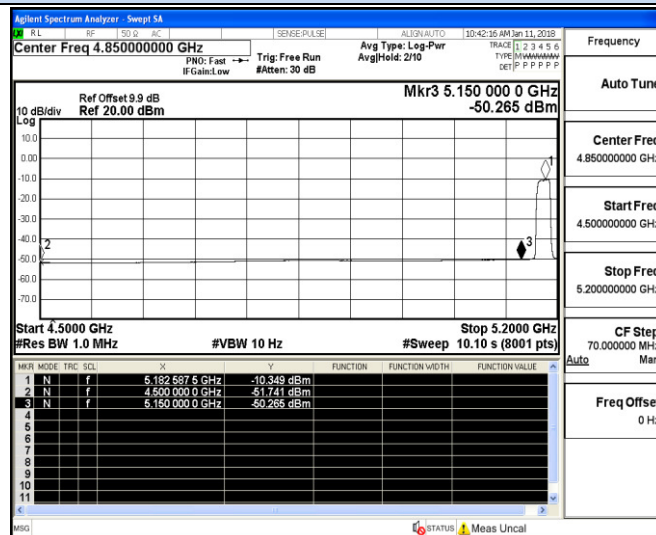 Agilent Spectrum Analyzer - Swept SA
RL RF 50 Ω AC SENSE:PULSE ALIGN AUTO 10:42:16 AM Jan 11, 2018
Center Freq 4.850000000 GHz
PNO: Fast
IFGain:Low
Trig: Free Run
#Atten: 30 dB
Avg Type: Log-Pwr
Avg|Hold: 2/10
TRACE 1 2 3 4 5 6
TYPE M
DET P P P P P P
Mkr3 5.150 000 0 GHz
-50.265 dBm
Ref Offset 9.9 dB
Ref 20.00 dBm
10 dB/div
Log
10.0
0.00
-10.0
-20.0
-30.0
-40.0
-50.0
-60.0
-70.0
1
2
3
Start 4.5000 GHz
Stop 5.2000 GHz
#Res BW 1.0 MHz
#VBW 10 Hz
#Sweep 10.10 s (8001 pts)
MKR MODE TRC SCL X Y FUNCTION FUNCTION WIDTH FUNCTION VALUE
1 N f 5.182 587 5 GHz -10.349 dBm
2 N f 4.500 000 0 GHz -51.741 dBm
3 N f 5.150 000 0 GHz -50.265 dBm
4
5
6
7
8
9
10
11
MSG
STATUS
Meas Uncal
Frequency
Auto Tune
Center Freq
4.850000000 GHz
Start Freq
4.500000000 GHz
Stop Freq
5.200000000 GHz
CF Step
70.000000 MHz
Auto Man
Freq Offset
0 Hz